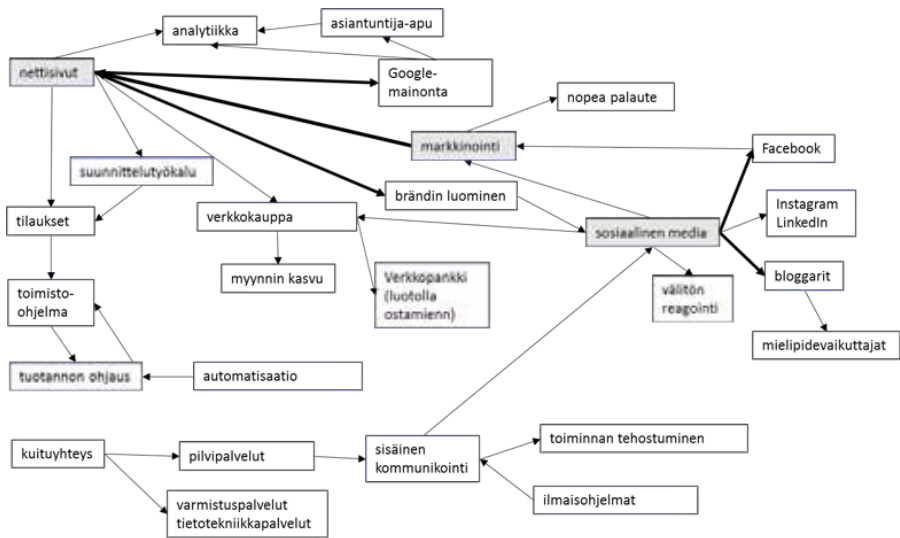 asiantuntija-apu
analytiikka
nettisivut
Google-
mainonta
nopea palaute
markkinointi
Facebook
suunnittelutyökalu
brändin luominen
Instagram
LinkedIn
tilaukset
verkkokauppa
sosiaalinen media
myynnin kasvu
Verkkopankki
(luotolla
ostamienn)
välitön
reagointi
bloggarit
toimisto-
ohjelma
mielipidevaikuttajat
tuotannon ohjaus
automatisaatio
kuituyhteys
pilvipalvelut
sisäinen
kommunikointi
toiminnan tehostuminen
varmistuspalvelut
tietotekniikkapalvelut
ilmaisohjelmat